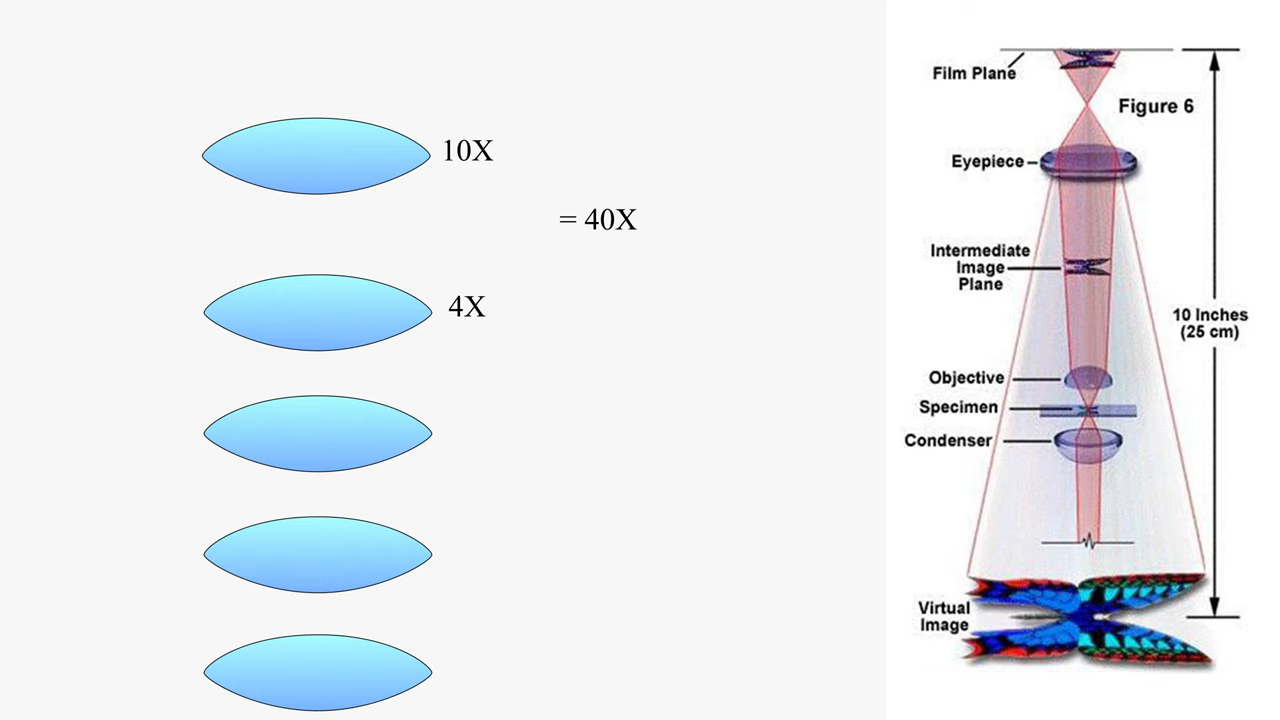 10X
= 40X
4X
Film Plane
Figure 6
Eyepiece
Intermediate
Image
Plane
10 Inches
(25 cm)
Objective
Specimen
Condenser
Virtual
Image